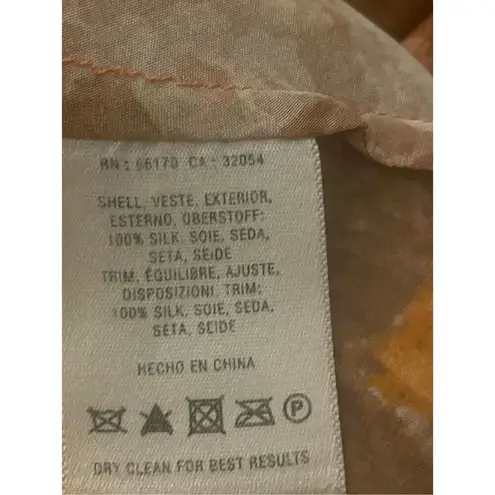 RN: 66170 CA: 32054
SHELL, VESTE, EXTERIOR,
ESTERNO, OBERSTOFF:
100% SILK, SOIE, SEDA,
SETA, SEIDE
TRIM, ÉQUILIBRE, AJUSTE,
DISPOSIZIONI, TRIM:
100% SILK, SOIE, SEDA,
SETA, SEIDE
HECHO EN CHINA
P
DRY CLEAN FOR BEST RESULTS